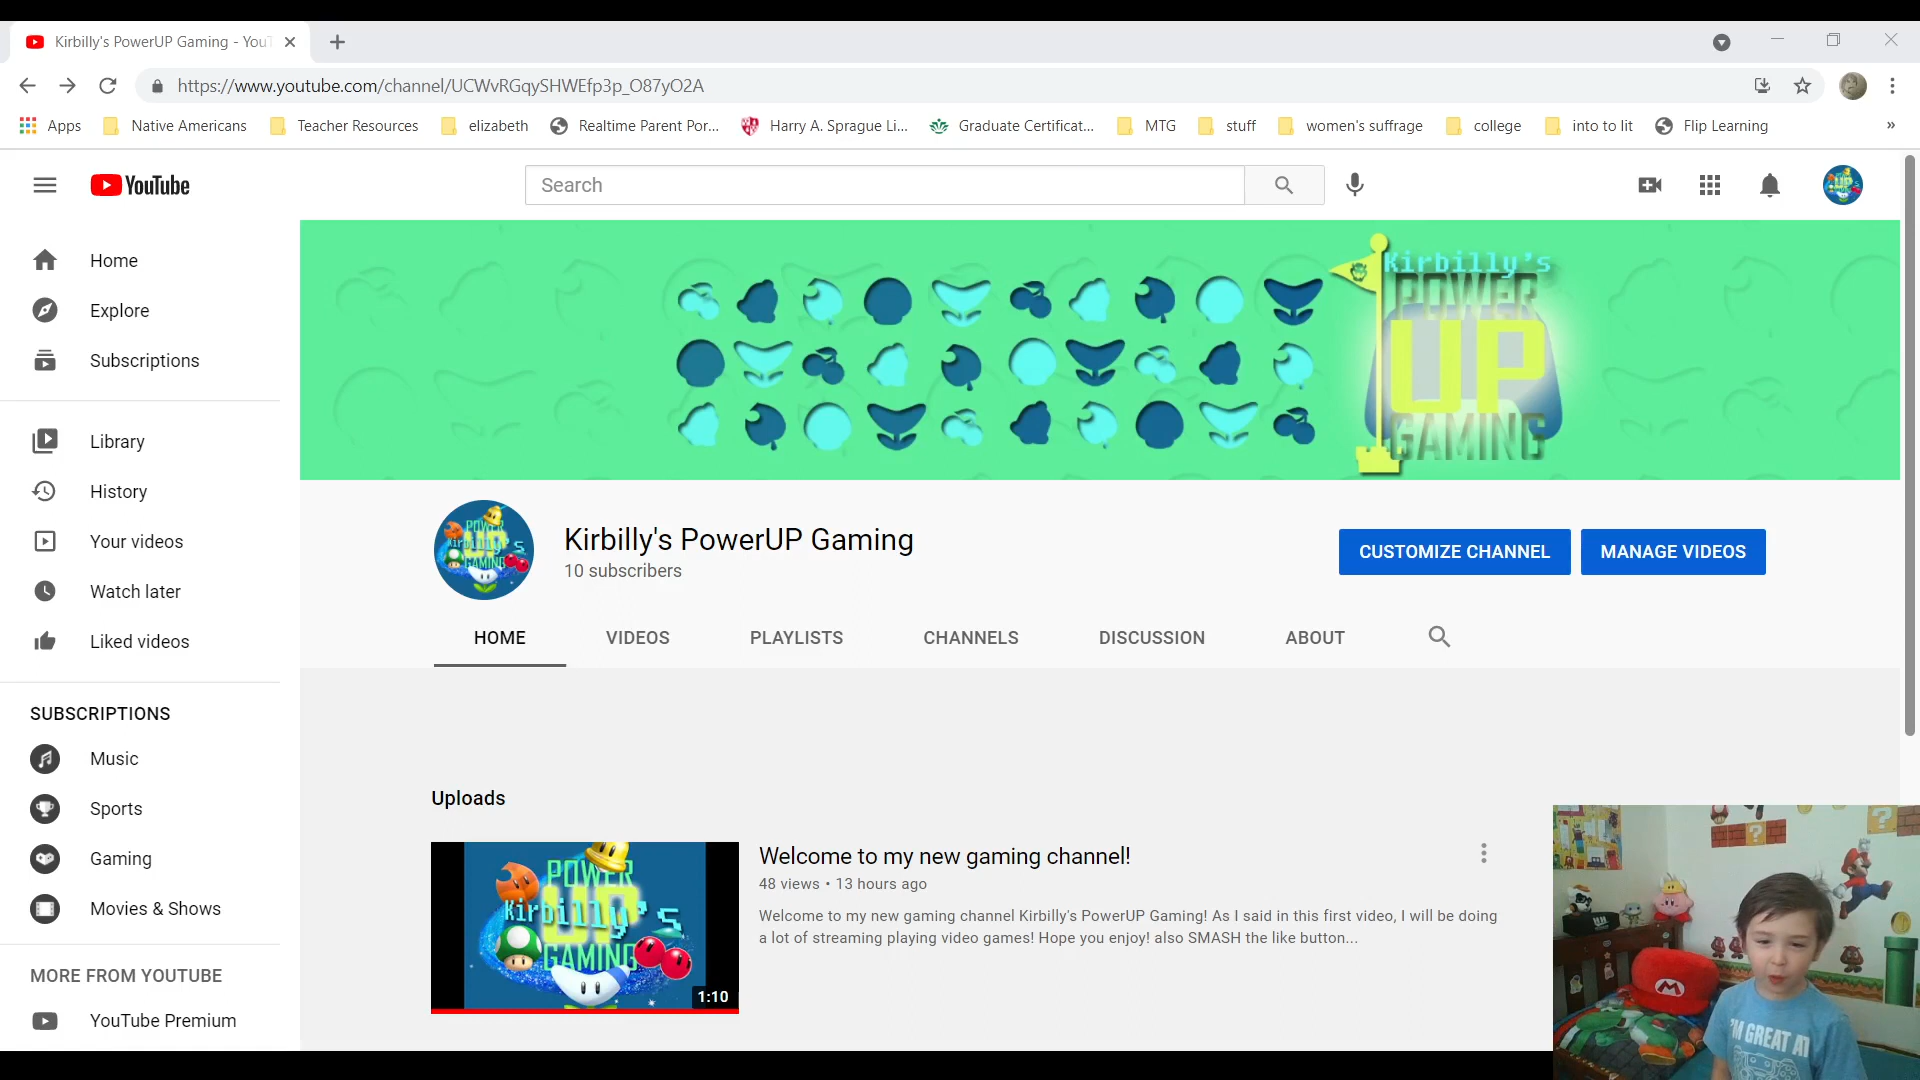 Kirbilly's PowerUP Gaming - YouT
https://www.youtube.com/channel/UCWvRGqySHWEfp3p_O87yO2A
Apps
Native Americans
Teacher Resources
elizabeth
Realtime Parent Por...
Harry A. Sprague Li...
Graduate Certificat...
MTG
stuff
women's suffrage
college
into to lit
Flip Learning
»
YouTube
Search
Home
Explore
Subscriptions
Library
History
Your videos
Watch later
Liked videos
SUBSCRIPTIONS
Music
Sports
Gaming
Movies & Shows
MORE FROM YOUTUBE
YouTube Premium
Kirbilly's
POWER
UP
GAMING
POWER
UP
Kirbilly's
GAMING
Kirbilly's PowerUP Gaming
10 subscribers
CUSTOMIZE CHANNEL
MANAGE VIDEOS
HOME
VIDEOS
PLAYLISTS
CHANNELS
DISCUSSION
ABOUT
Uploads
POWER
UP
Kirbilly's
GAMING
1:10
Welcome to my new gaming channel!
48 views • 13 hours ago
Welcome to my new gaming channel Kirbilly's PowerUP Gaming! As I said in this first video, I will be doing
a lot of streaming playing video games! Hope you enjoy! also SMASH the like button...
M
I'M GREAT AT